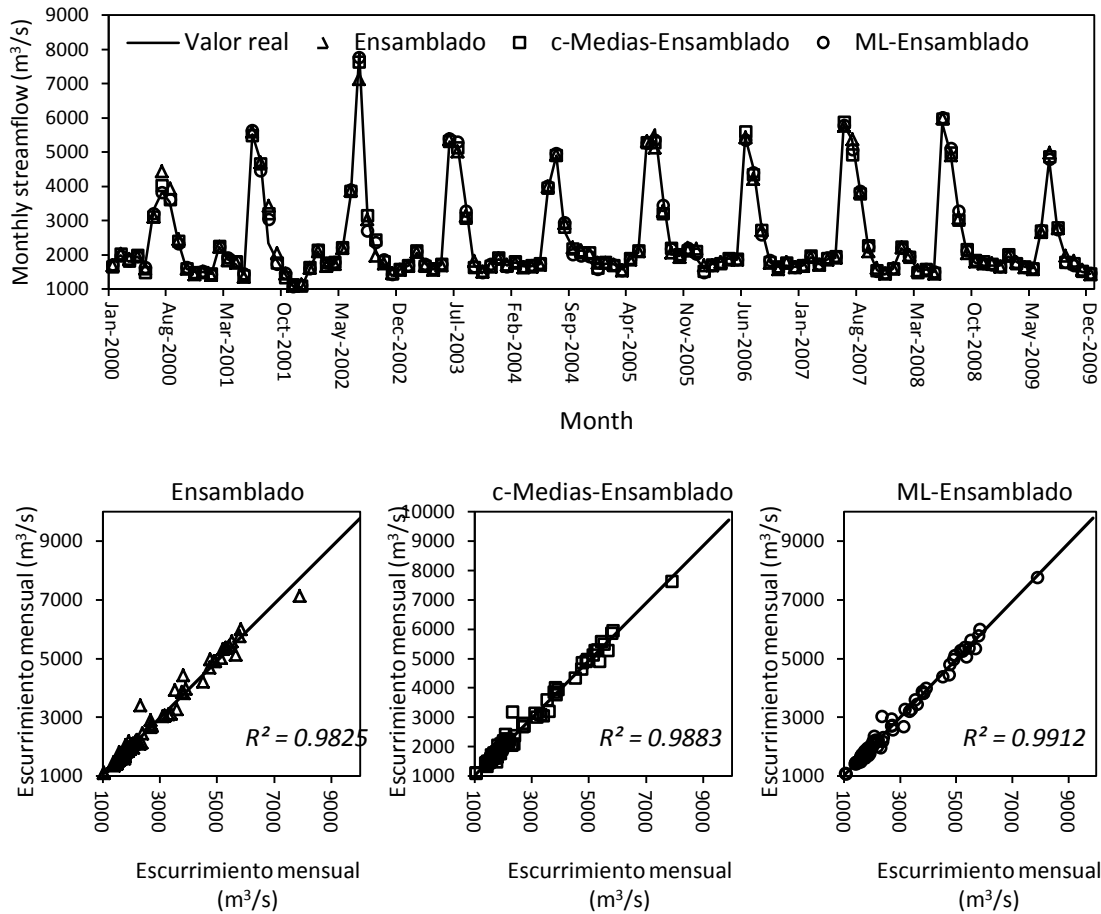 Monthly streamflow (m³/s)
9000
8000
7000
6000
5000
4000
3000
2000
1000
Valor real Ensamblado c-Medias-Ensamblado ML-Ensamblado
Jan-2000
Aug-2000
Mar-2001
Oct-2001
May-2002
Dec-2002
Jul-2003
Feb-2004
Sep-2004
Apr-2005
Nov-2005
Jun-2006
Jan-2007
Aug-2007
Mar-2008
Oct-2008
May-2009
Dec-2009
Month
Ensamblado
Escurrimiento mensual (m³/s)
9000
7000
5000
3000
1000
R² = 0.9825
1000
3000
5000
7000
9000
Escurrimiento mensual
(m³/s)
c-Medias-Ensamblado
Escurrimiento mensual (m³/s)
10000
9000
8000
7000
6000
5000
4000
3000
2000
1000
R² = 0.9883
1000
3000
5000
7000
9000
Escurrimiento mensual
(m³/s)
ML-Ensamblado
Escurrimiento mensual (m³/s)
9000
7000
5000
3000
1000
R² = 0.9912
1000
3000
5000
7000
9000
Escurrimiento mensual
(m³/s)